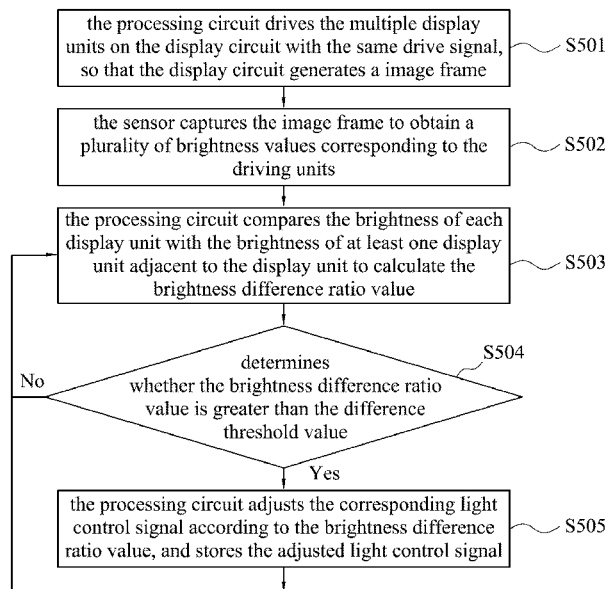 the processing circuit drives the multiple display
units on the display circuit with the same drive signal,
so that the display circuit generates a image frame
S501
the sensor captures the image frame to obtain a
plurality of brightness values corresponding to the
driving units
S502
the processing circuit compares the brightness of each
display unit with the brightness of at least one display
unit adjacent to the display unit to calculate the
brightness difference ratio value
S503
S504
determines
whether the brightness difference ratio
value is greater than the difference
threshold value
No
Yes
the processing circuit adjusts the corresponding light
control signal according to the brightness difference
ratio value, and stores the adjusted light control signal
S505